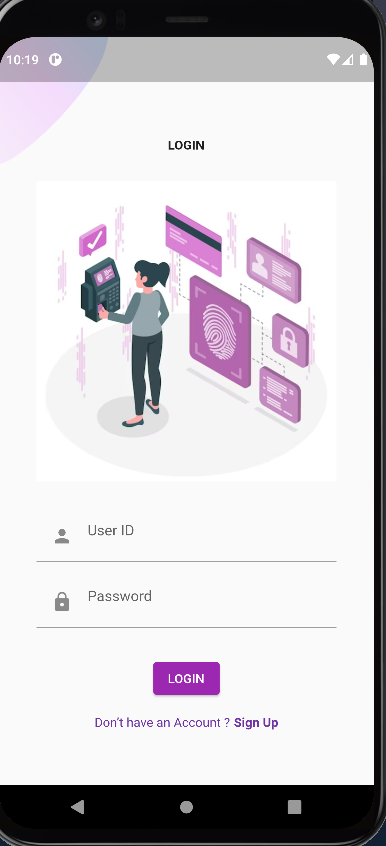 10:19
LOGIN
User ID
Password
LOGIN
Don't have an Account ? Sign Up